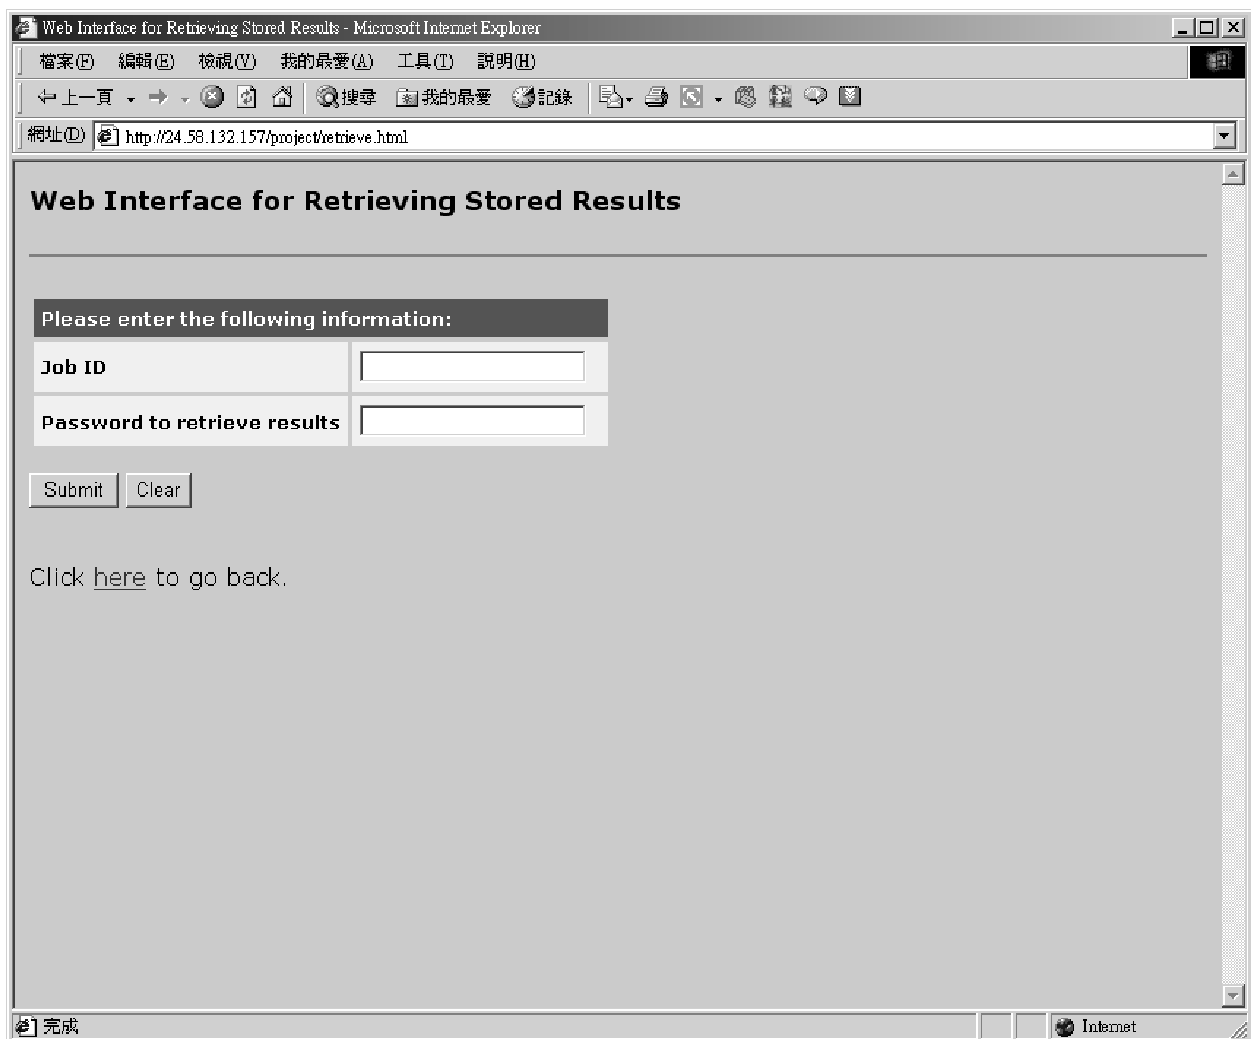 Web Interface for Retrieving Stored Results - Microsoft Internet Explorer
檔案(F) 編輯(E) 檢視(V) 我的最愛(A) 工具(T) 說明(H)
上一頁 搜尋 我的最愛 記錄
網址(D) http://24.58.132.157/project/retrieve.html
Web Interface for Retrieving Stored Results
Please enter the following information:
Job ID
Password to retrieve results
Submit Clear
Click here to go back.
完成 Internet